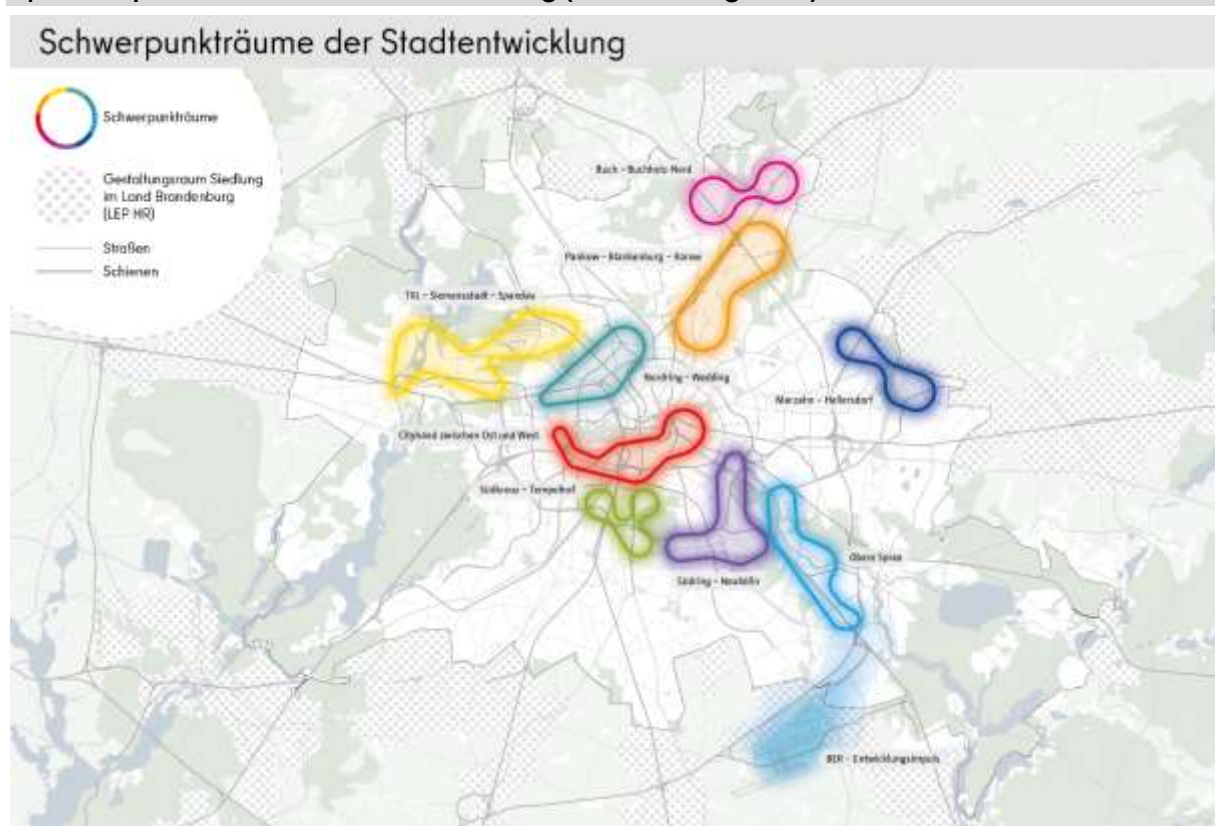 Schwerpunkträume der Stadtentwicklung
Schwerpunkträume
Gestaltungsraum Siedlung
im Land Brandenburg
(LEP HR)
Straßen
Schienen
Buch – Buchholz Nord
Pankow – Blankenburg – Karow
TXL – Siemensstadt – Spandau
Nordring – Wedding
Marzahn – Hellersdorf
Cityband zwischen Ost und West
Südkreuz – Tempelhof
Obere Spree
Südring – Neukölln
BER – Entwicklungsimpuls